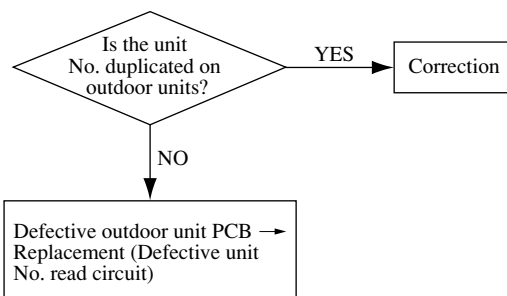 Is the unit
No. duplicated on
outdoor units?
YES
Correction
NO
Defective outdoor unit PCB →
Replacement (Defective unit
No. read circuit)